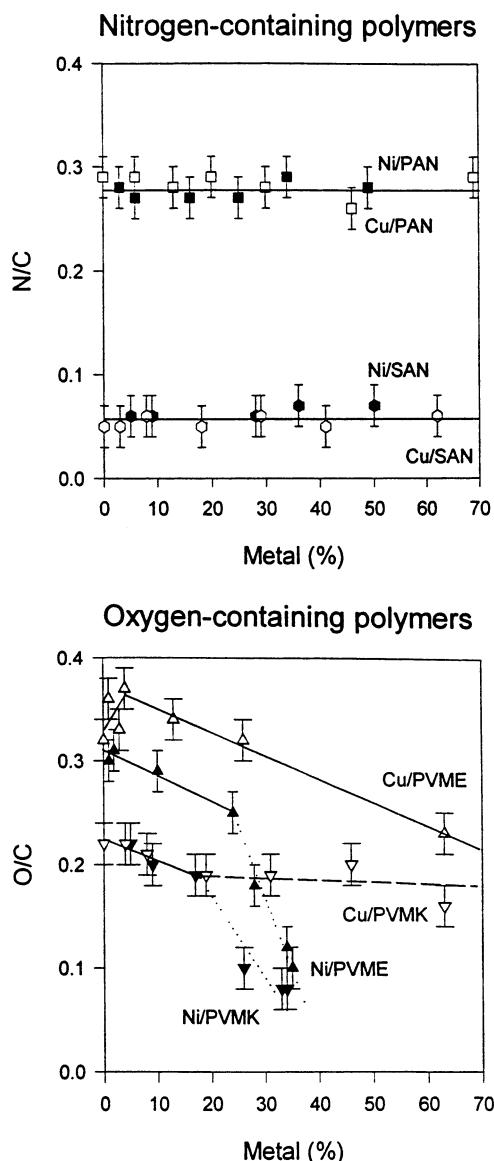 Nitrogen-containing polymers
0.4
0.3
0.2
0.1
0.0
N/C
Ni/PAN
Cu/PAN
Ni/SAN
Cu/SAN
0 10 20 30 40 50 60 70
Metal (%)
Oxygen-containing polymers
0.4
0.3
0.2
0.1
0.0
O/C
Cu/PVME
Cu/PVMK
Ni/PVME
Ni/PVMK
0 10 20 30 40 50 60 70
Metal (%)